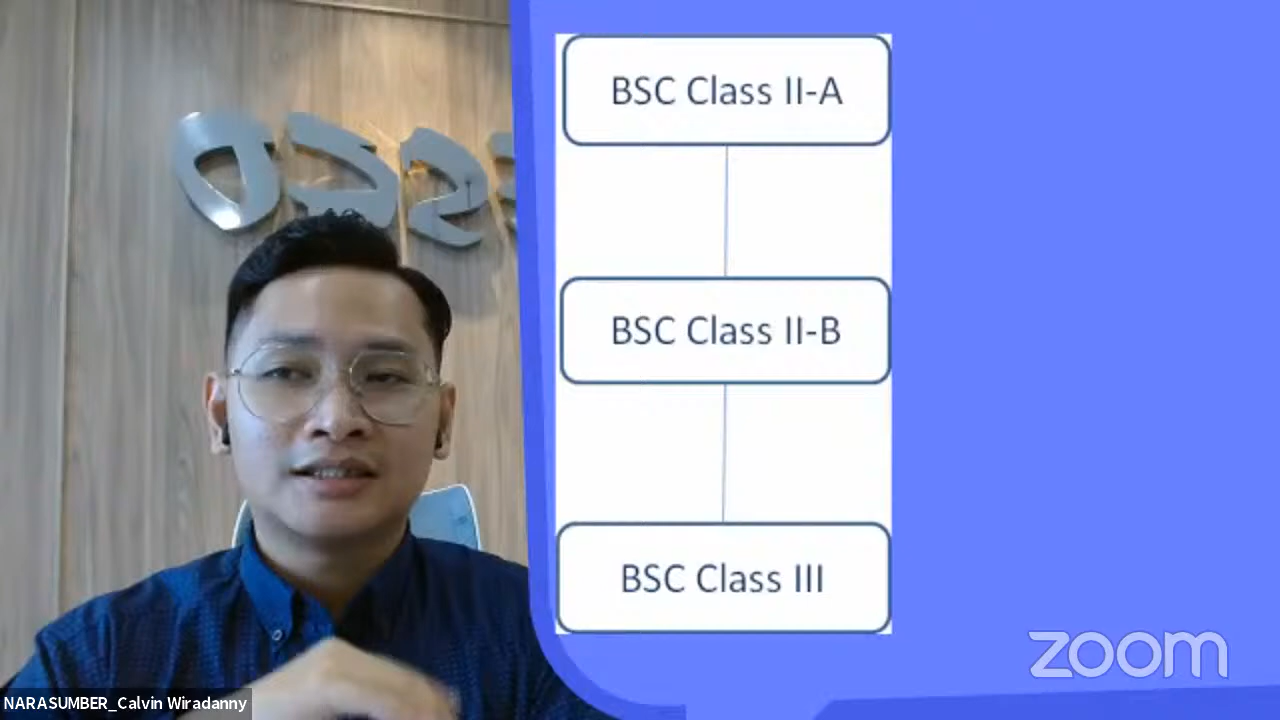 BSC Class II-A
BSC Class II-B
BSC Class III
zoom
NARASUMBER_Calvin Wiradanny